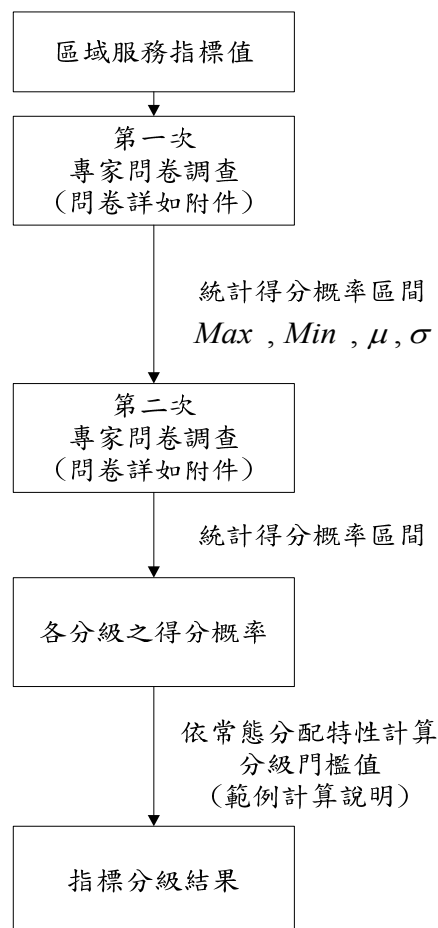 區域服務指標值
第一次
專家問卷調查
(問卷詳如附件)
統計得分概率區間
Max , Min , μ , σ
第二次
專家問卷調查
(問卷詳如附件)
統計得分概率區間
各分級之得分概率
依常態分配特性計算
分級門檻值
(範例計算說明)
指標分級結果